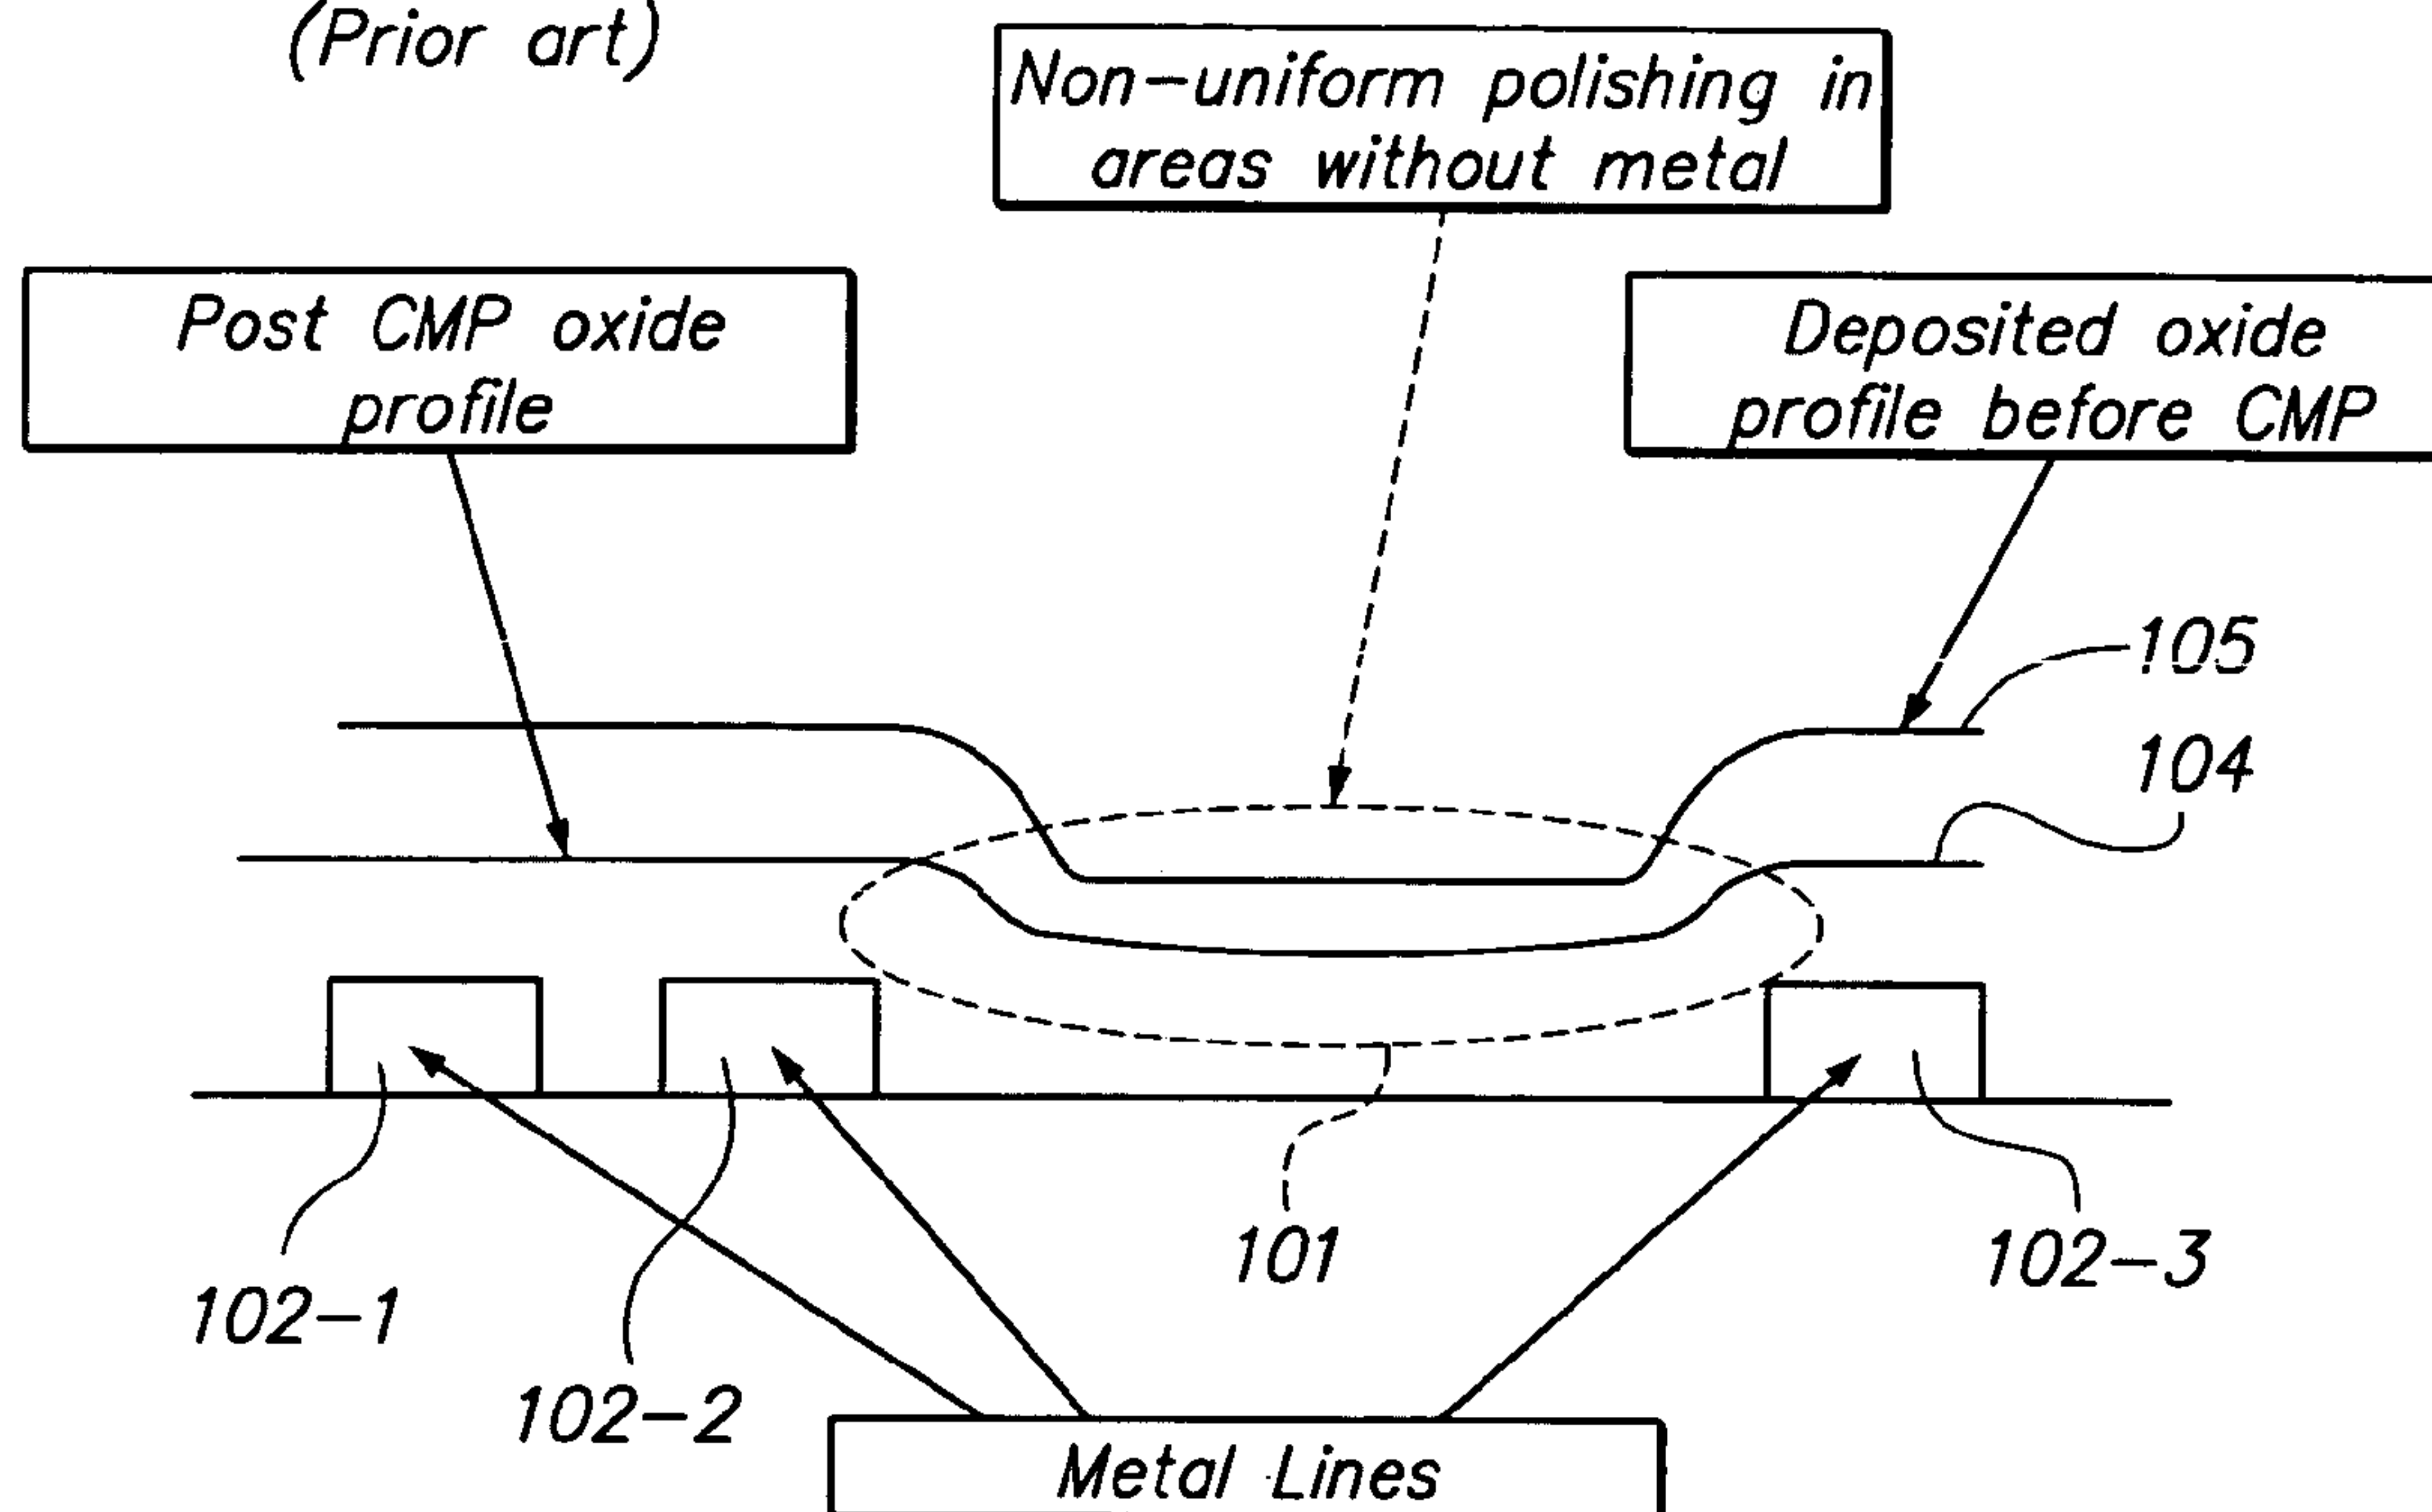 (Prior art)
Non-uniform polishing in
areas without metal
Post CMP oxide
profile
Deposited oxide
profile before CMP
105
104
101
102-3
102-1
102-2
Metal Lines